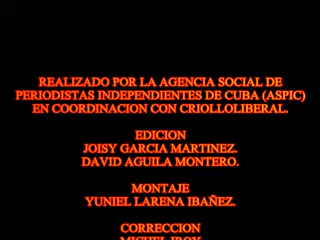 REALIZADO POR LA AGENCIA SOCIAL DE
PERIODISTAS INDEPENDIENTES DE CUBA (ASPIC)
EN COORDINACION CON CRIOLLOLIBERAL.
EDICION
JOISY GARCIA MARTINEZ.
DAVID AGUILA MONTERO.
MONTAJE
YUNIEL LARENA IBAÑEZ.
CORRECCION